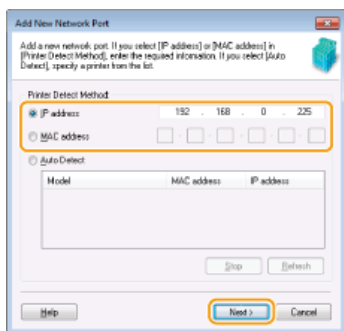 Add New Network Port
Add a new network port. If you select [IP address] or [MAC address] in
[Printer Detect Method], enter the required information. If you select [Auto
Detect], specify a printer from the list.
Printer Detect Method:
IP address: 192 . 168 . 0 . 225
MAC address: - - - - -
Auto Detect:
Model MAC address IP address
Stop Refresh
Help Next > Cancel